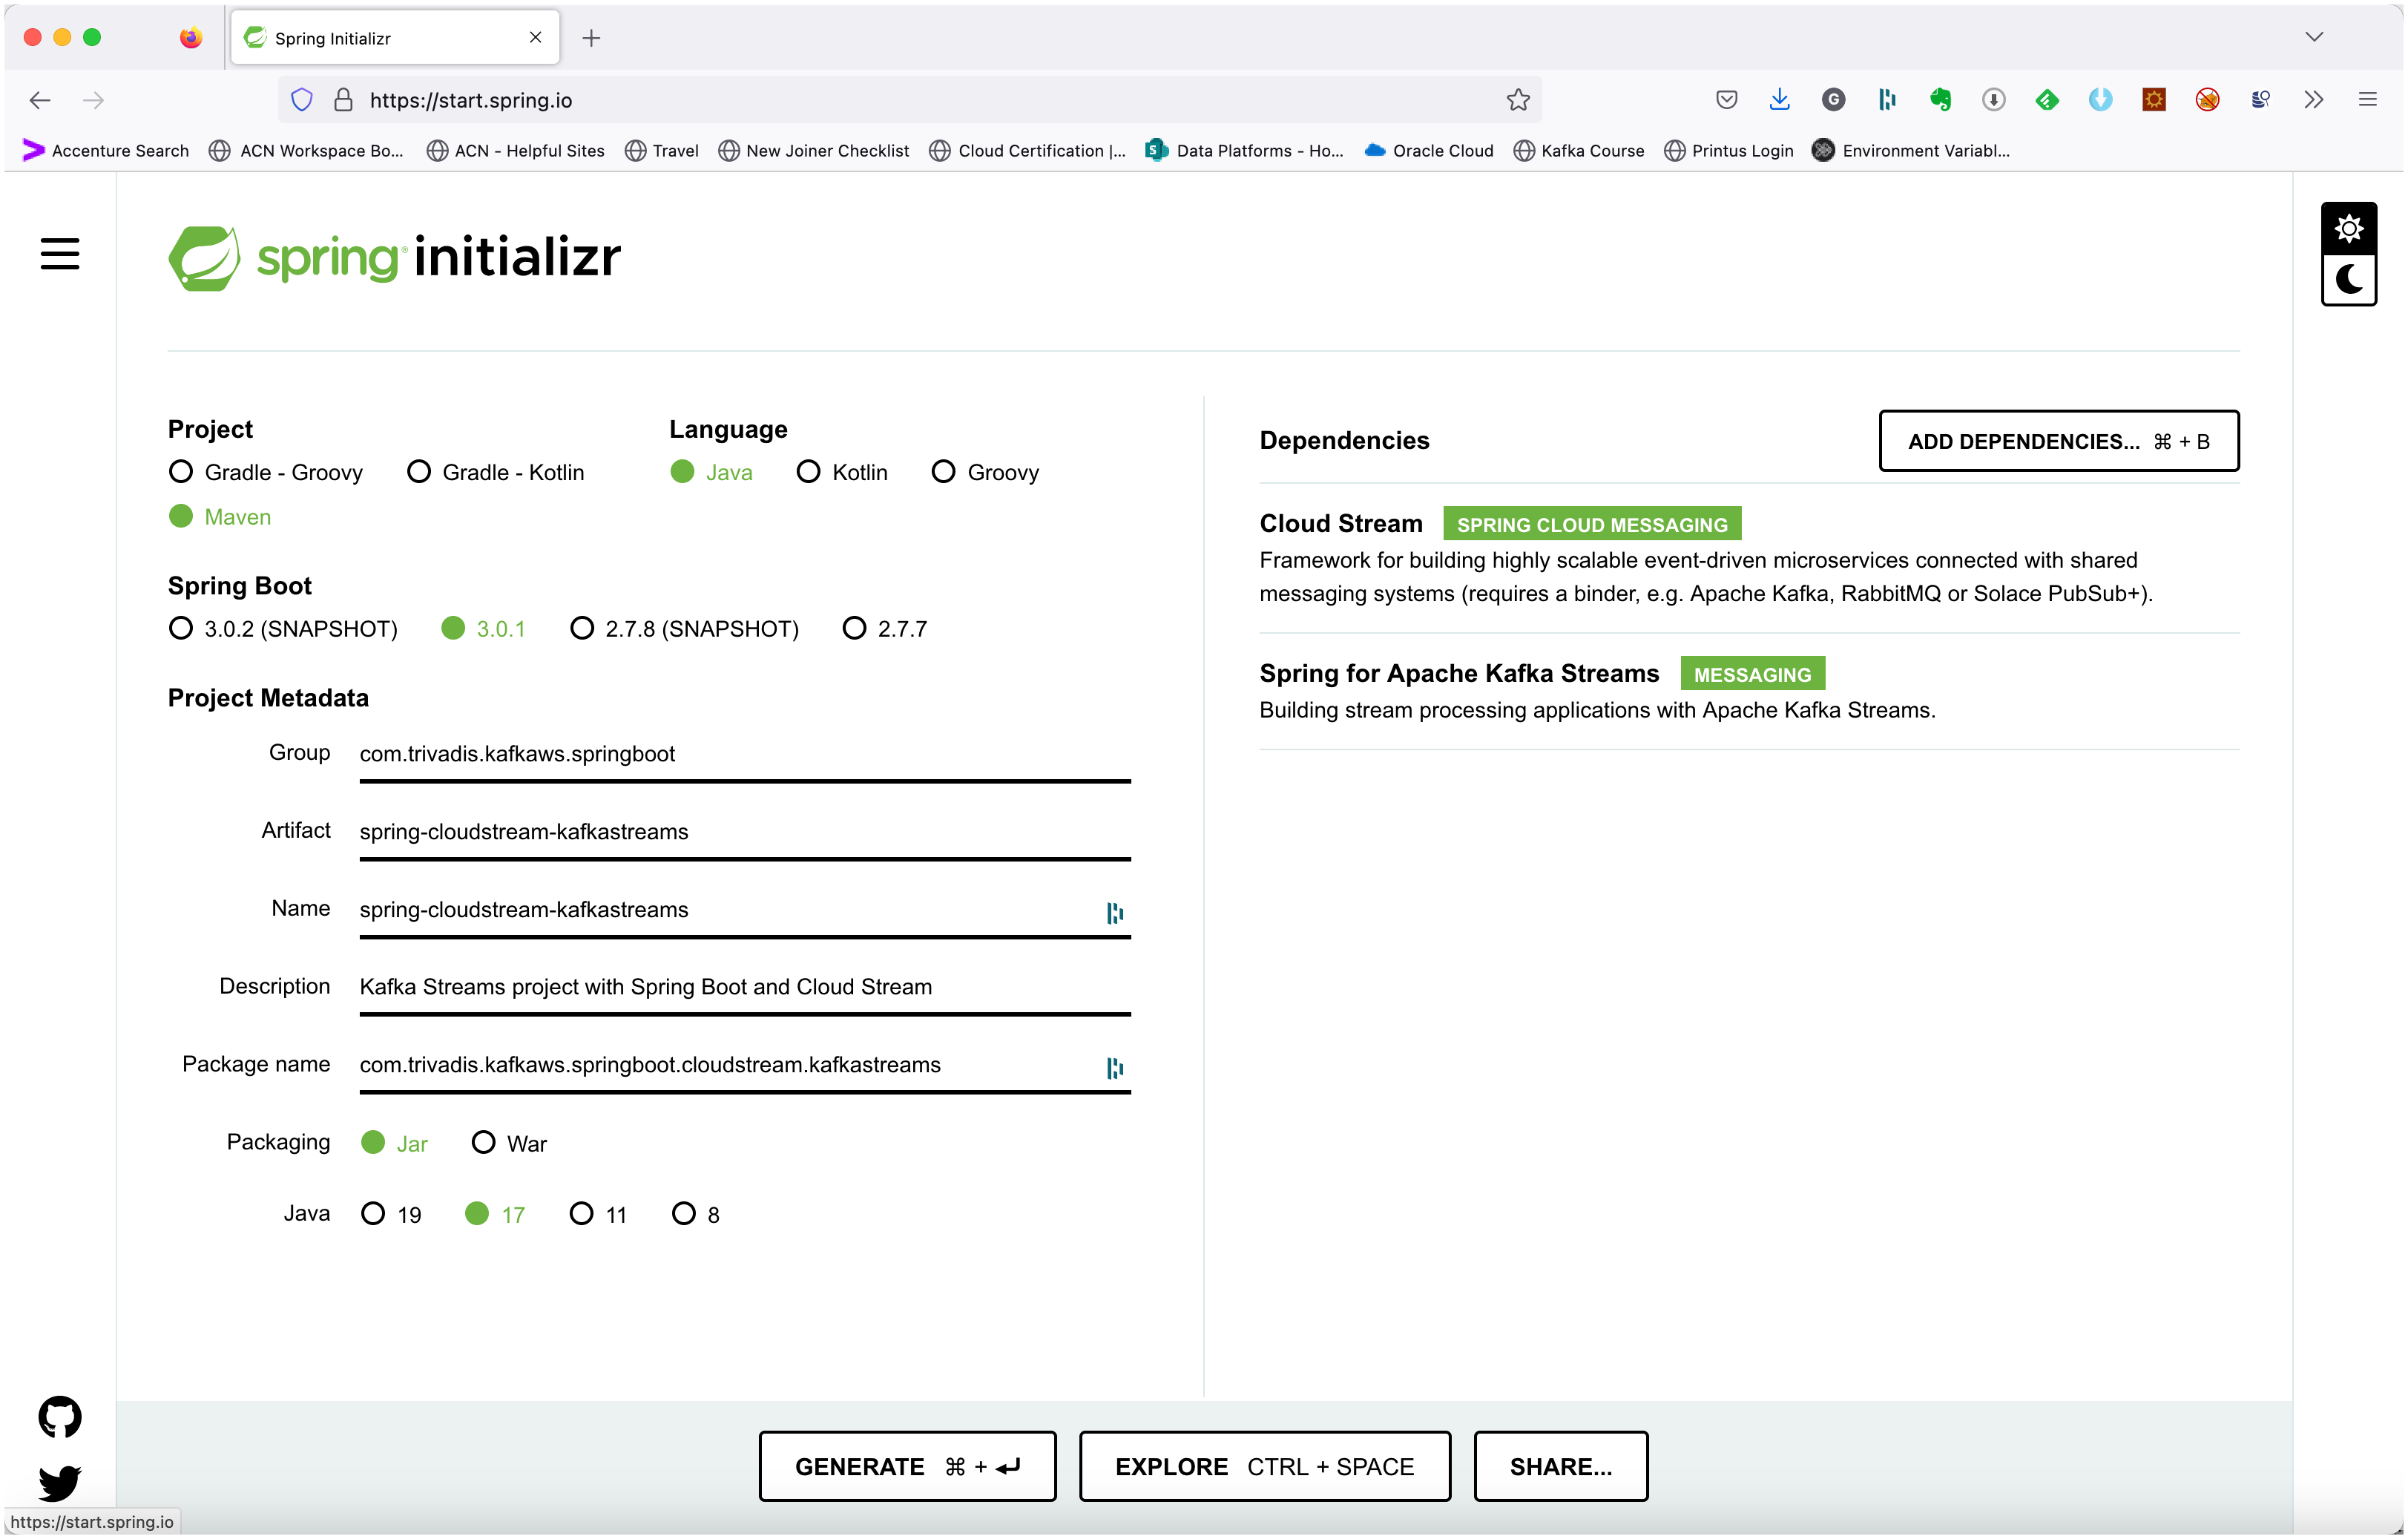 Spring Initializr
https://start.spring.io
Accenture Search ACN Workspace Bo... ACN - Helpful Sites Travel New Joiner Checklist Cloud Certification |... Data Platforms - Ho... Oracle Cloud Kafka Course Printus Login Environment Variabl...
spring initializr
Project
Gradle - Groovy Gradle - Kotlin
Maven
Language
Java Kotlin Groovy
Spring Boot
3.0.2 (SNAPSHOT) 3.0.1 2.7.8 (SNAPSHOT) 2.7.7
Project Metadata
Group com.trivadis.kafkaws.springboot
Artifact spring-cloudstream-kafkastreams
Name spring-cloudstream-kafkastreams
Description Kafka Streams project with Spring Boot and Cloud Stream
Package name com.trivadis.kafkaws.springboot.cloudstream.kafkastreams
Packaging Jar War
Java 19 17 11 8
Dependencies ADD DEPENDENCIES... ⌘ + B
Cloud Stream SPRING CLOUD MESSAGING
Framework for building highly scalable event-driven microservices connected with shared
messaging systems (requires a binder, e.g. Apache Kafka, RabbitMQ or Solace PubSub+).
Spring for Apache Kafka Streams MESSAGING
Building stream processing applications with Apache Kafka Streams.
GENERATE ⌘ + ⏎ EXPLORE CTRL + SPACE SHARE...
https://start.spring.io